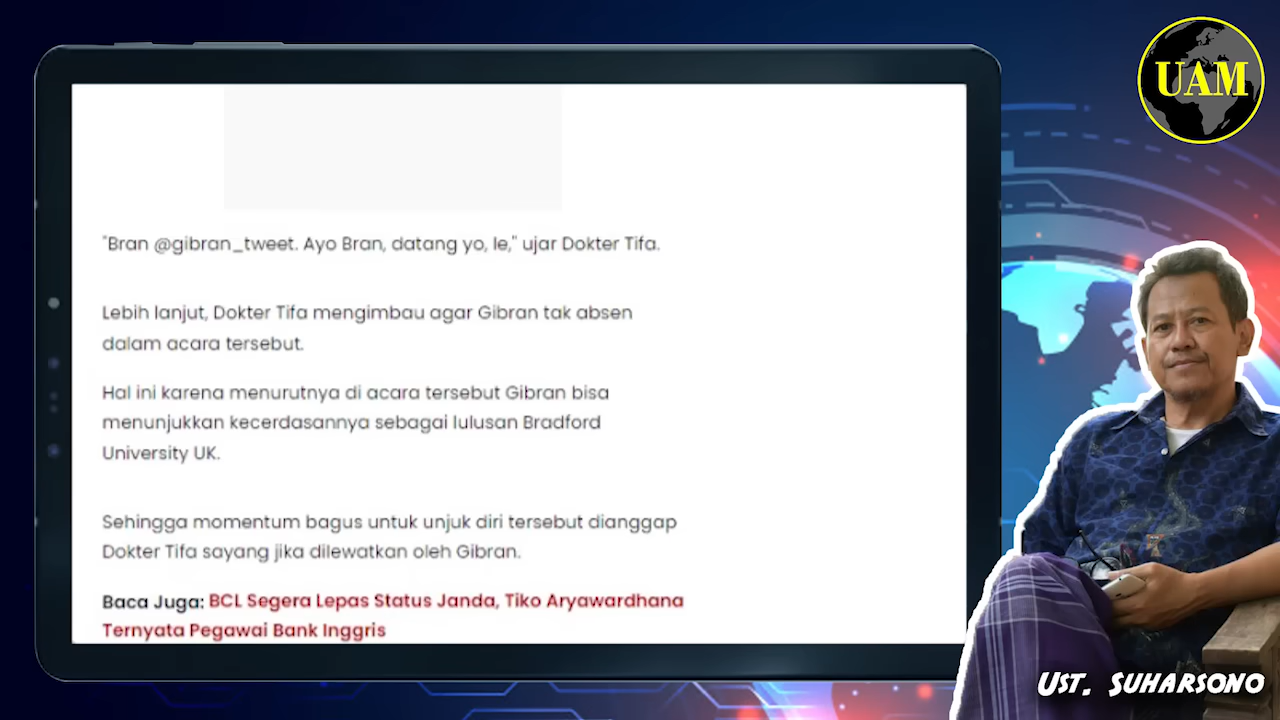 UAM
"Bran @gibran_tweet. Ayo Bran, datang yo, le," ujar Dokter Tifa.
Lebih lanjut, Dokter Tifa mengimbau agar Gibran tak absen
dalam acara tersebut.
Hal ini karena menurutnya di acara tersebut Gibran bisa
menunjukkan kecerdasannya sebagai lulusan Bradford
University UK.
Sehingga momentum bagus untuk unjuk diri tersebut dianggap
Dokter Tifa sayang jika dilewatkan oleh Gibran.
Baca Juga: BCL Segera Lepas Status Janda, Tiko Aryawardhana
Ternyata Pegawai Bank Inggris
Ust. Suharsono